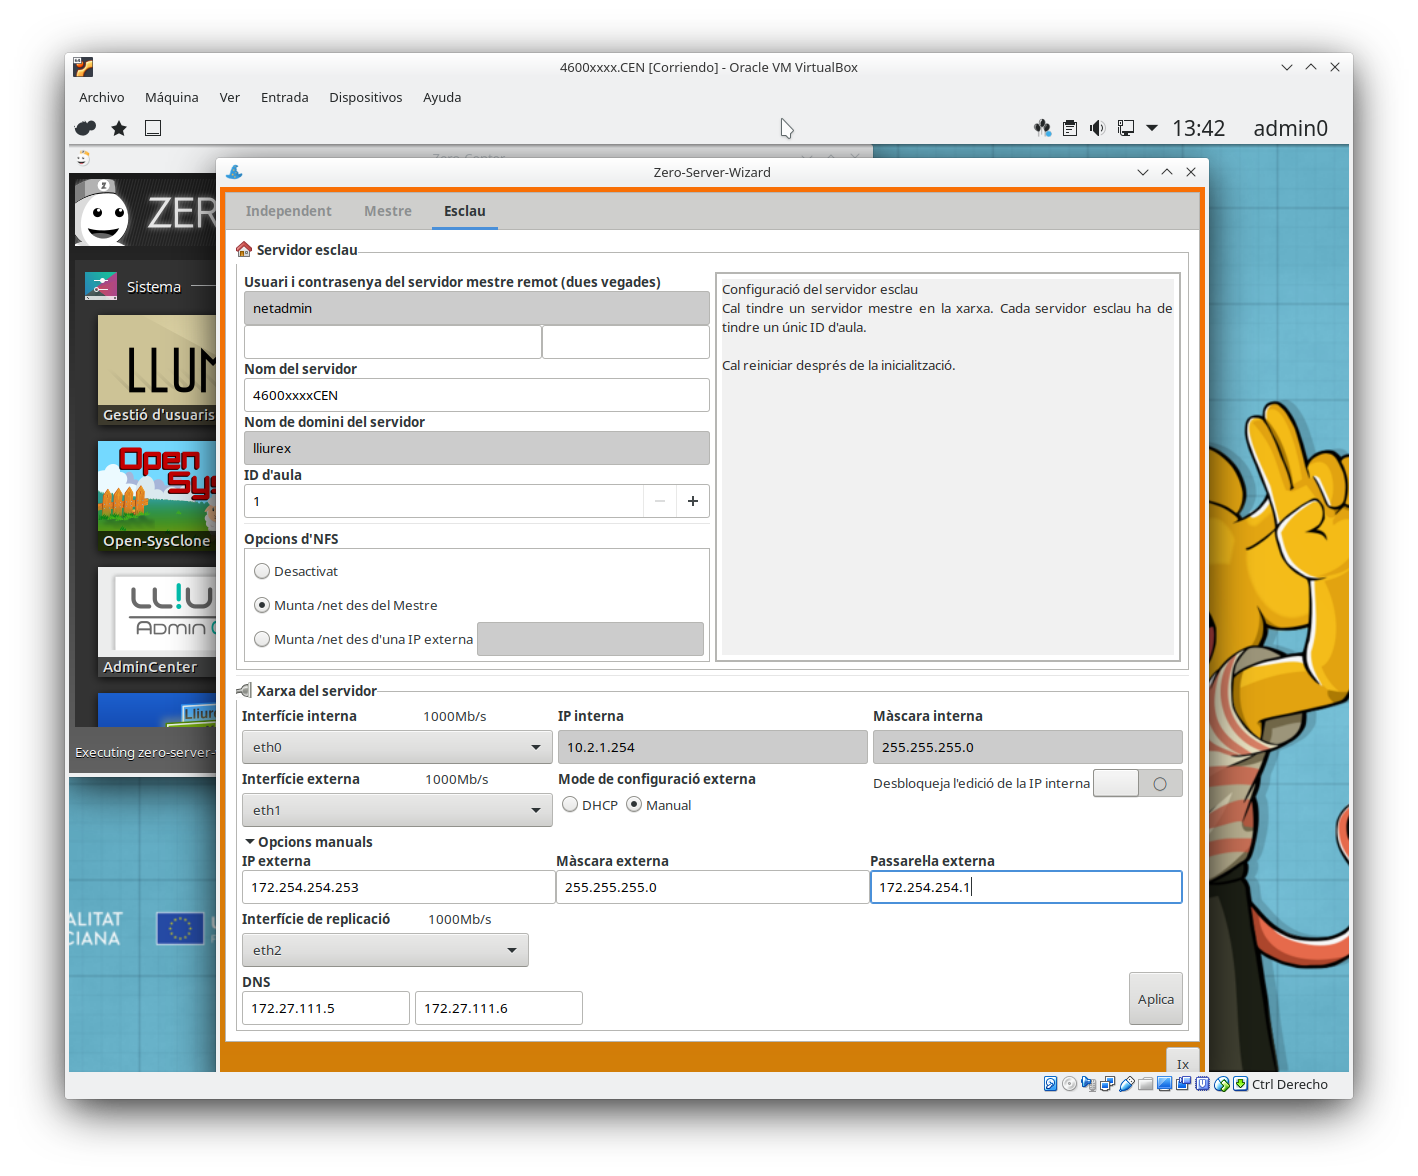 4600xxxx.CEN [Corriendo] - Oracle VM VirtualBox
Archivo Máquina Ver Entrada Dispositivos Ayuda
13:42 admin0
Zero-Center
Zero-Server-Wizard
ZER
Independent Mestre Esclau
Servidor esclau
Sistema
Usuari i contrasenya del servidor mestre remot (dues vegades)
netadmin
Nom del servidor
4600xxxxCEN
Nom de domini del servidor
lliurex
ID d'aula
1
Opcions d'NFS
Desactivat
Munta /net des del Mestre
Munta /net des d'una IP externa
Configuració del servidor esclau
Cal tindre un servidor mestre en la xarxa. Cada servidor esclau ha de
tindre un únic ID d'aula.
Cal reiniciar després de la inicialització.
LLUM
Gestió d'usuaris
Open
Sys
Open-SysClone
LL!U
Admin
AdminCenter
Lliure
Executing zero-server-
Xarxa del servidor
Interfície interna 1000Mb/s IP interna Màscara interna
eth0 10.2.1.254 255.255.255.0
Interfície externa 1000Mb/s Mode de configuració externa Desbloqueja l'edició de la IP interna
eth1 DHCP Manual
Opcions manuals
IP externa Màscara externa Passarel·la externa
172.254.254.253 255.255.255.0 172.254.254.1
Interfície de replicació 1000Mb/s
eth2
DNS
172.27.111.5 172.27.111.6
Aplica
Ix
ALITAT
CIANA
Ctrl Derecho